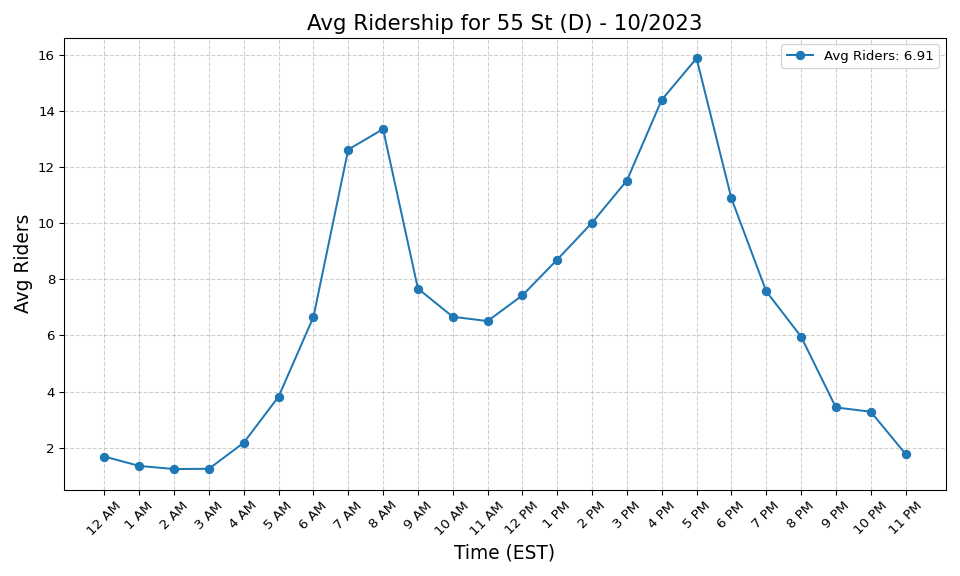 Avg Ridership for 55 St (D) - 10/2023
Avg Riders: 6.91
Avg Riders
16
14
12
10
8
6
4
2
12 AM
1 AM
2 AM
3 AM
4 AM
5 AM
6 AM
7 AM
8 AM
9 AM
10 AM
11 AM
12 PM
1 PM
2 PM
3 PM
4 PM
5 PM
6 PM
7 PM
8 PM
9 PM
10 PM
11 PM
Time (EST)